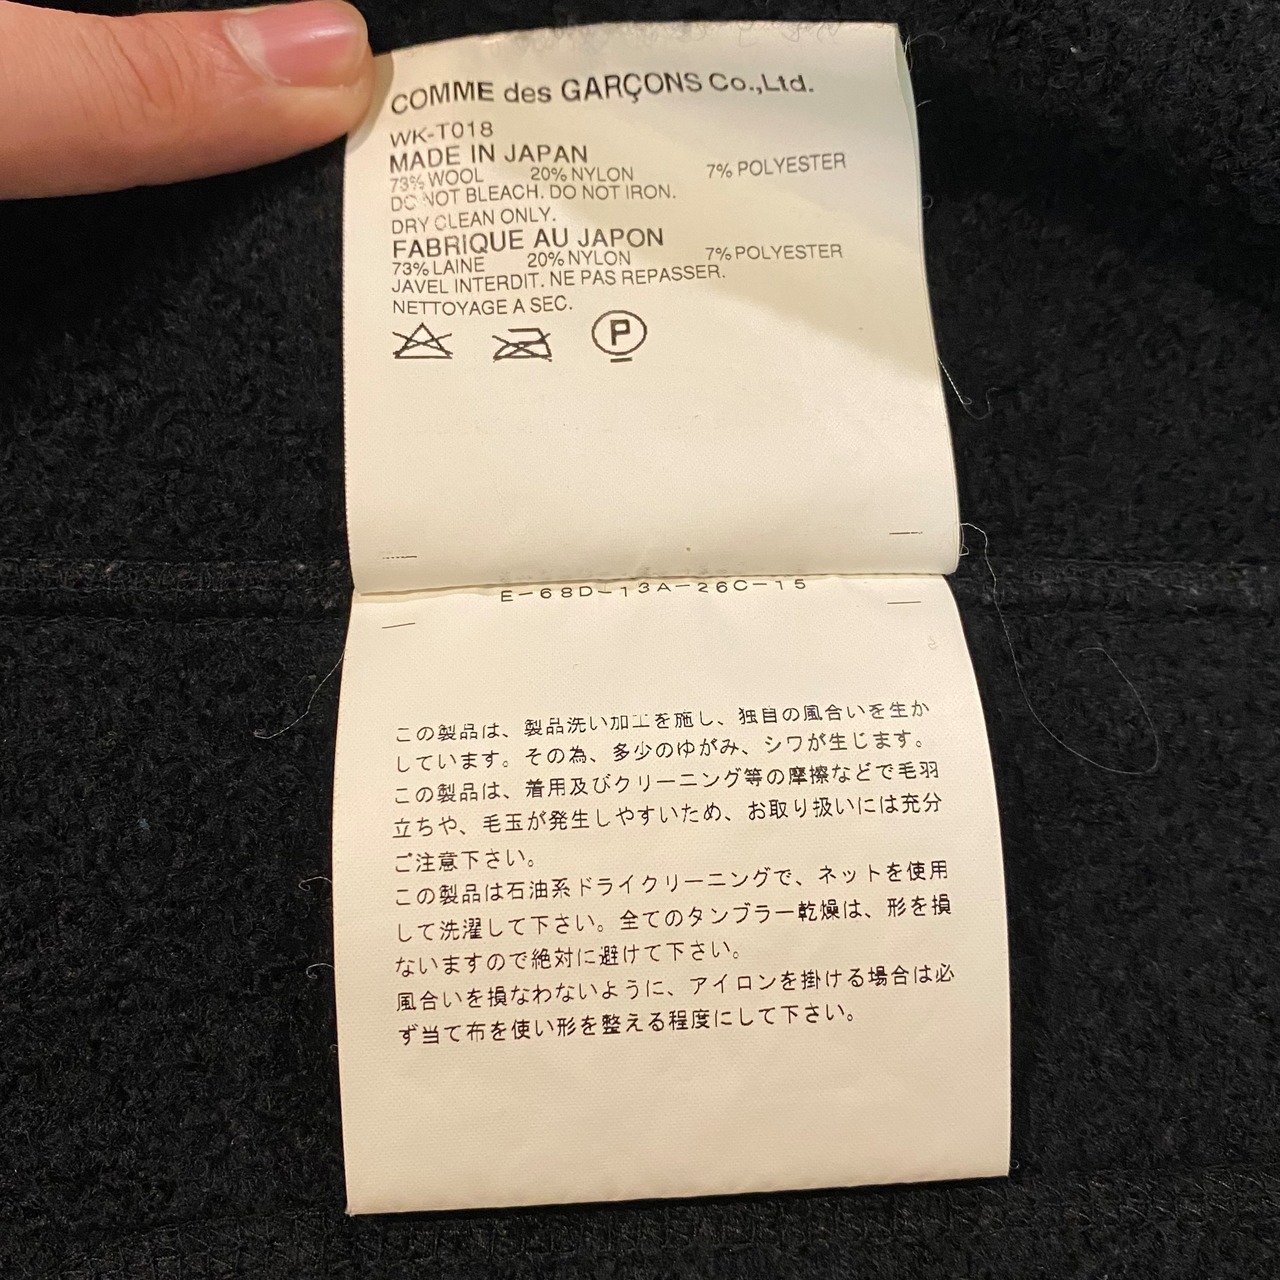 COMME des GARÇONS Co.,Ltd.
WK-T018
MADE IN JAPAN
73% WOOL 20% NYLON 7% POLYESTER
DO NOT BLEACH. DO NOT IRON.
DRY CLEAN ONLY.
FABRIQUE AU JAPON
73% LAINE 20% NYLON 7% POLYESTER
JAVEL INTERDIT. NE PAS REPASSER.
NETTOYAGE A SEC.
P
E-68D-13A-26C-15
この製品は、製品洗い加工を施し、独自の風合いを生か
しています。その為、多少のゆがみ、シワが生じます。
この製品は、着用及びクリーニング等の摩擦などで毛羽
立ちや、毛玉が発生しやすいため、お取り扱いには充分
ご注意下さい。
この製品は石油系ドライクリーニングで、ネットを使用
して洗濯して下さい。全てのタンブラー乾燥は、形を損
ないますので絶対に避けて下さい。
風合いを損なわないように、アイロンを掛ける場合は必
ず当て布を使い形を整える程度にして下さい。